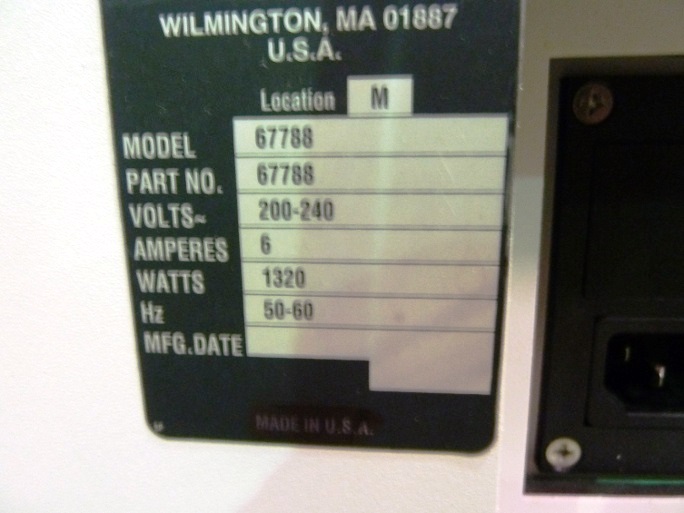 WILMINGTON, MA 01887
U.S.A.
Location M
MODEL 67788
PART NO. 67788
VOLTS~ 200-240
AMPERES 6
WATTS 1320
Hz 50-60
MFG.DATE
MADE IN U.S.A.